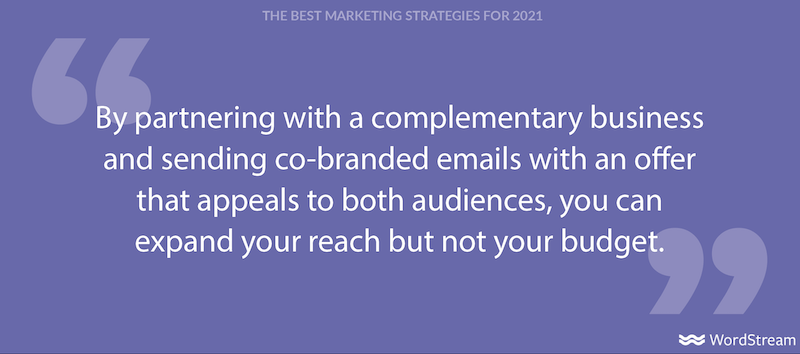 THE BEST MARKETING STRATEGIES FOR 2021
“
By partnering with a complementary business
and sending co-branded emails with an offer
that appeals to both audiences, you can
expand your reach but not your budget.
”
WordStream